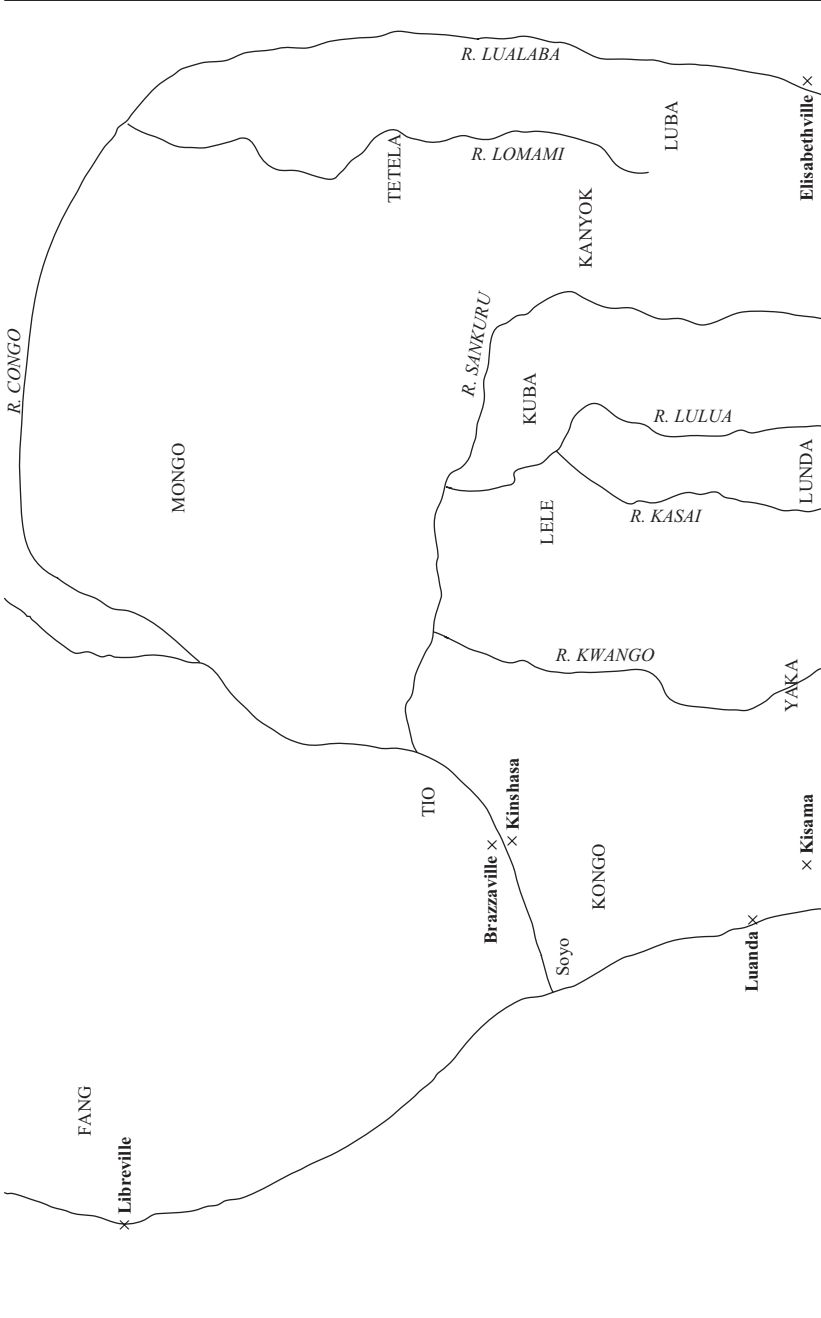 R. CONGO
FANG
Libreville
MONGO
TETELA
TIO
R. SANKURU
Brazzaville
R. LUALABA
Kinshasa
R. LOMAMI
KUBA
LELE
Soyo
KANYOK
KONGO
R. KWANGO
R. KASAI
R. LULUA
LUBA
Luanda
YAKA
Kisama
LUNDA
Elisabethville